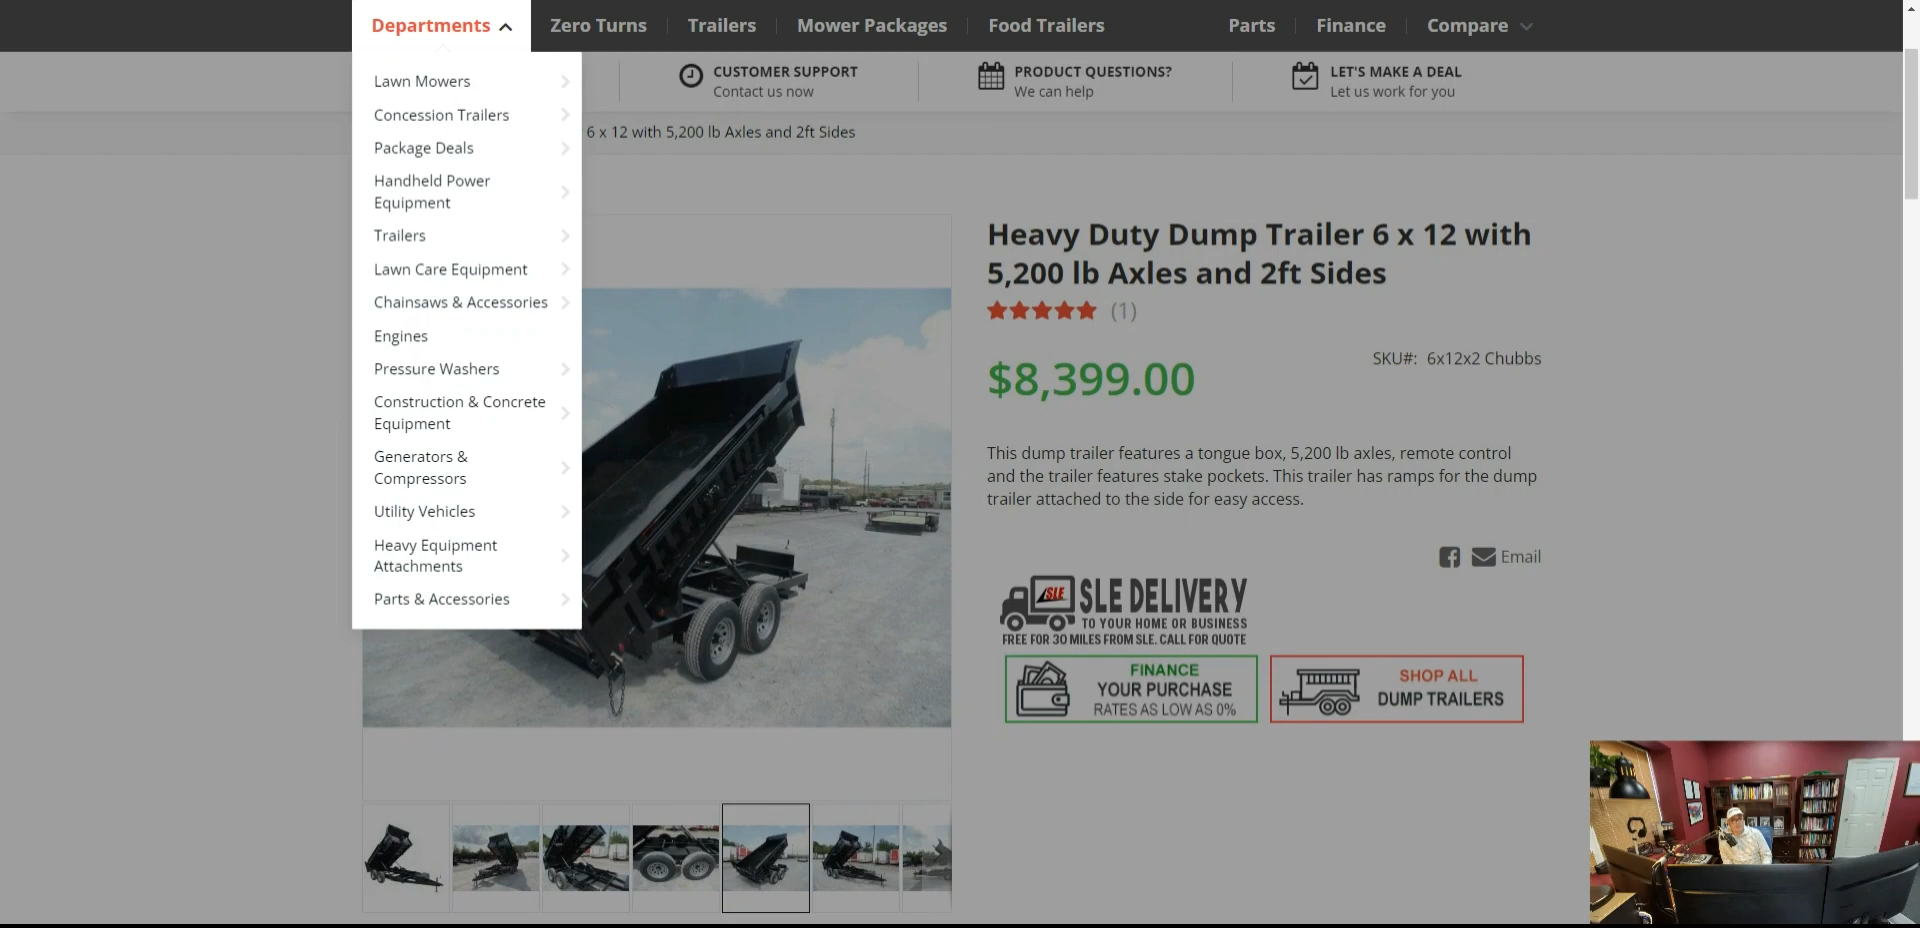 Departments
Zero Turns
Trailers
Mower Packages
Food Trailers
Parts
Finance
Compare
CUSTOMER SUPPORT
Contact us now
PRODUCT QUESTIONS?
We can help
LET'S MAKE A DEAL
Let us work for you
6 x 12 with 5,200 lb Axles and 2ft Sides
Lawn Mowers
Concession Trailers
Package Deals
Handheld Power
Equipment
Trailers
Lawn Care Equipment
Chainsaws & Accessories
Engines
Pressure Washers
Construction & Concrete
Equipment
Generators &
Compressors
Utility Vehicles
Heavy Equipment
Attachments
Parts & Accessories
Heavy Duty Dump Trailer 6 x 12 with
5,200 lb Axles and 2ft Sides
(1)
$8,399.00
SKU#: 6x12x2 Chubbs
This dump trailer features a tongue box, 5,200 lb axles, remote control
and the trailer features stake pockets. This trailer has ramps for the dump
trailer attached to the side for easy access.
Email
SLE
SLE DELIVERY
TO YOUR HOME OR BUSINESS
FREE FOR 30 MILES FROM SLE. CALL FOR QUOTE
FINANCE
YOUR PURCHASE
RATES AS LOW AS 0%
SHOP ALL
DUMP TRAILERS